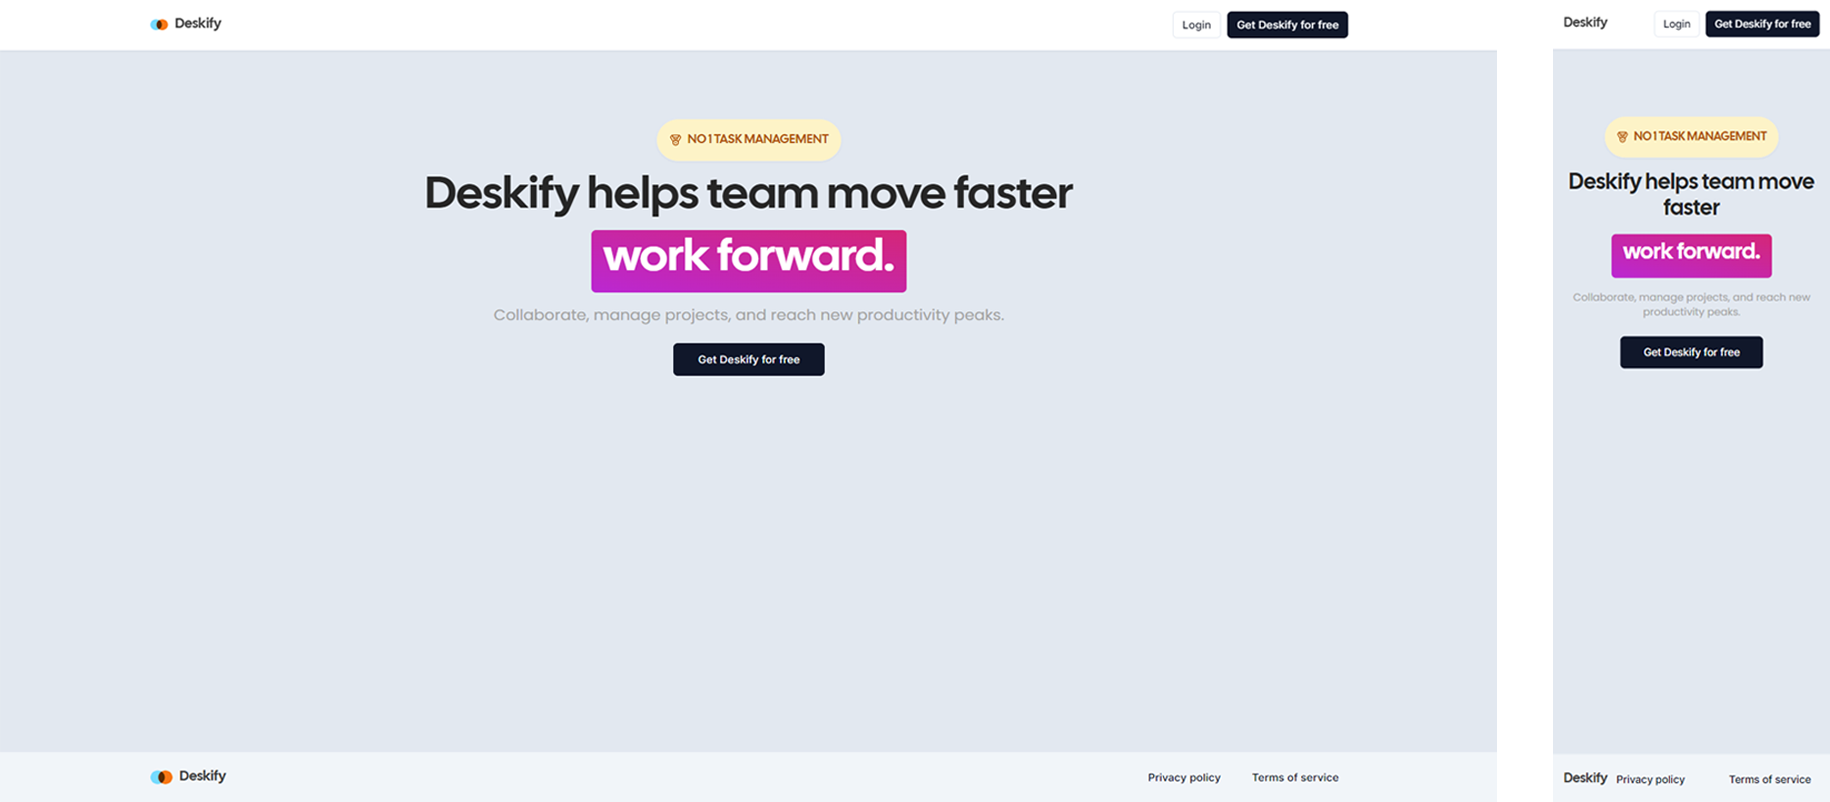 Deskify
Login
Get Deskify for free
NO 1 TASK MANAGEMENT
Deskify helps team move faster
work forward.
Collaborate, manage projects, and reach new productivity peaks.
Get Deskify for free
Deskify
Privacy policy
Terms of service
Deskify
Login
Get Deskify for free
NO 1 TASK MANAGEMENT
Deskify helps team move
faster
work forward.
Collaborate, manage projects, and reach new
productivity peaks.
Get Deskify for free
Deskify
Privacy policy
Terms of service